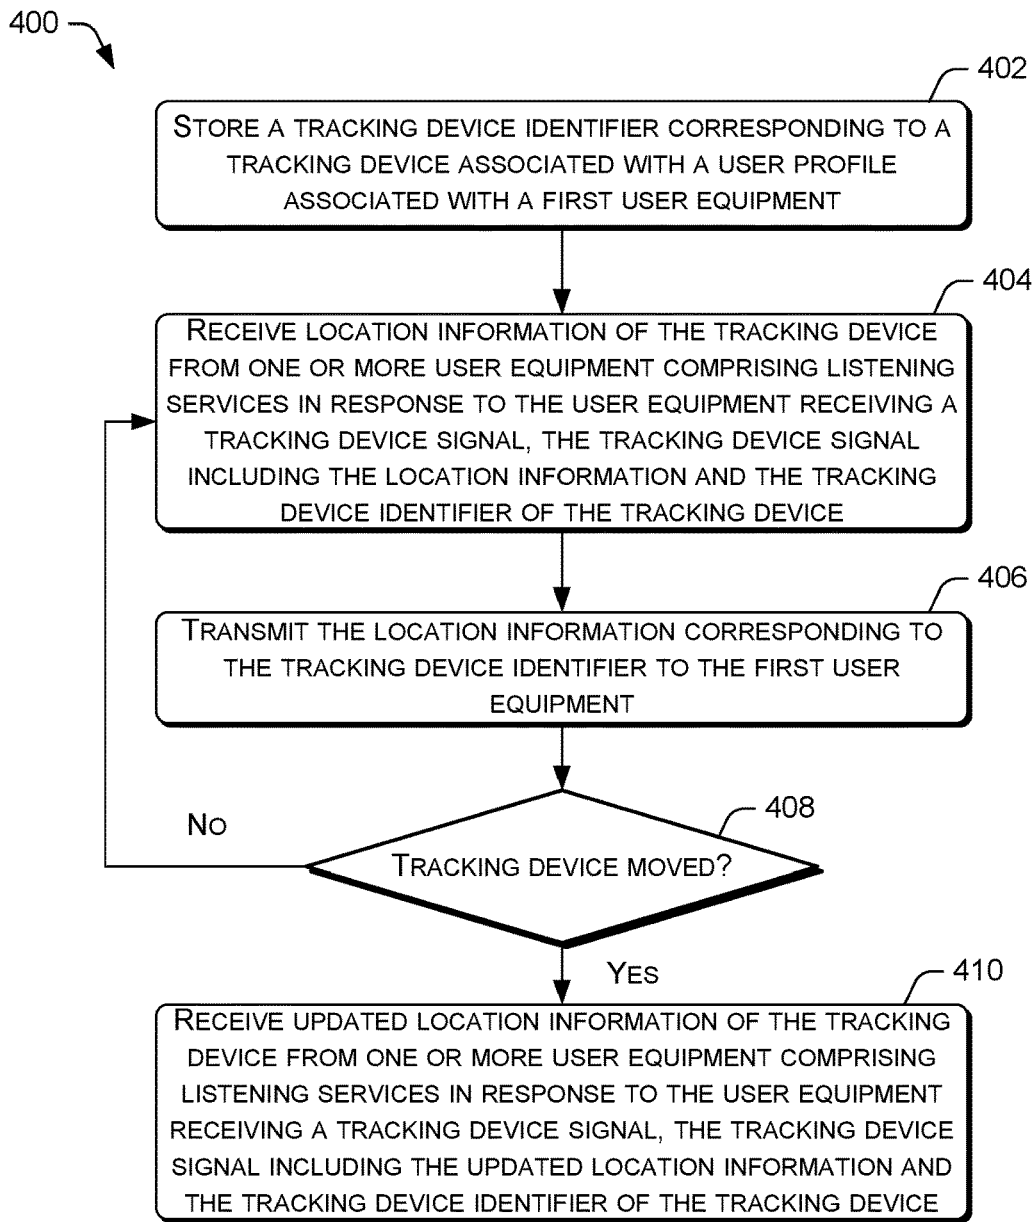 400
402
STORE A TRACKING DEVICE IDENTIFIER CORRESPONDING TO A
TRACKING DEVICE ASSOCIATED WITH A USER PROFILE
ASSOCIATED WITH A FIRST USER EQUIPMENT
404
RECEIVE LOCATION INFORMATION OF THE TRACKING DEVICE
FROM ONE OR MORE USER EQUIPMENT COMPRISING LISTENING
SERVICES IN RESPONSE TO THE USER EQUIPMENT RECEIVING A
TRACKING DEVICE SIGNAL, THE TRACKING DEVICE SIGNAL
INCLUDING THE LOCATION INFORMATION AND THE TRACKING
DEVICE IDENTIFIER OF THE TRACKING DEVICE
406
TRANSMIT THE LOCATION INFORMATION CORRESPONDING TO
THE TRACKING DEVICE IDENTIFIER TO THE FIRST USER
EQUIPMENT
408
NO
TRACKING DEVICE MOVED?
YES
410
RECEIVE UPDATED LOCATION INFORMATION OF THE TRACKING
DEVICE FROM ONE OR MORE USER EQUIPMENT COMPRISING
LISTENING SERVICES IN RESPONSE TO THE USER EQUIPMENT
RECEIVING A TRACKING DEVICE SIGNAL, THE TRACKING DEVICE
SIGNAL INCLUDING THE UPDATED LOCATION INFORMATION AND
THE TRACKING DEVICE IDENTIFIER OF THE TRACKING DEVICE